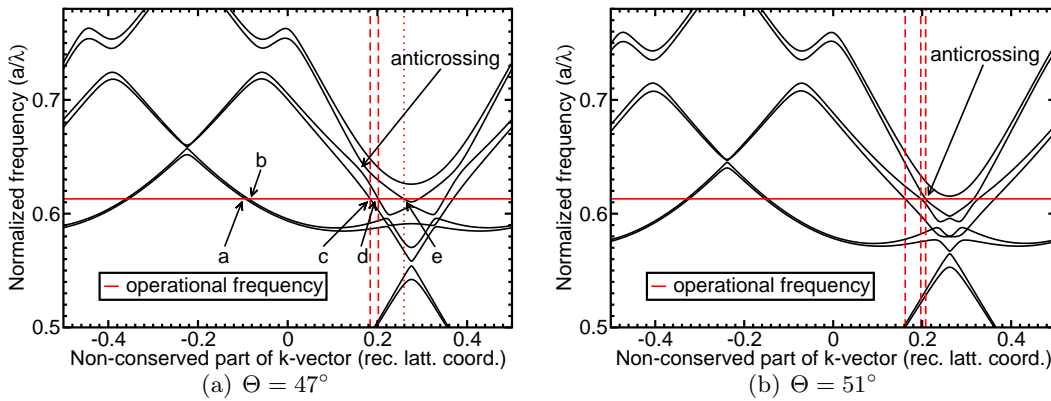 Normalized frequency (a/λ)
0.7
0.6
0.5
anticrossing
b
a
c
d
e
operational frequency
-0.4
-0.2
0
0.2
0.4
Non-conserved part of k-vector (rec. latt. coord.)
(a) Θ = 47°
Normalized frequency (a/λ)
0.7
0.6
0.5
anticrossing
operational frequency
-0.4
-0.2
0
0.2
0.4
Non-conserved part of k-vector (rec. latt. coord.)
(b) Θ = 51°